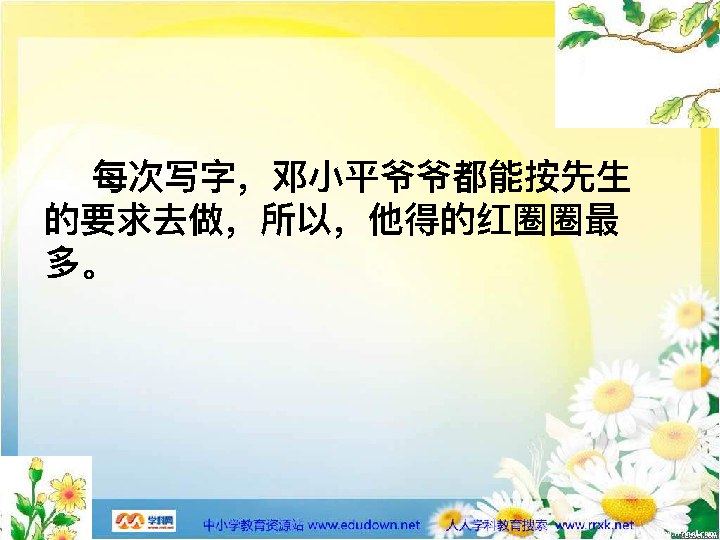 每次写字，邓小平爷爷都能按先生
的要求去做，所以，他得的红圈圈最
多。
学科网
中小学教育资源站 www.edudown.net 人人学科教育搜索 www.rrxk.net